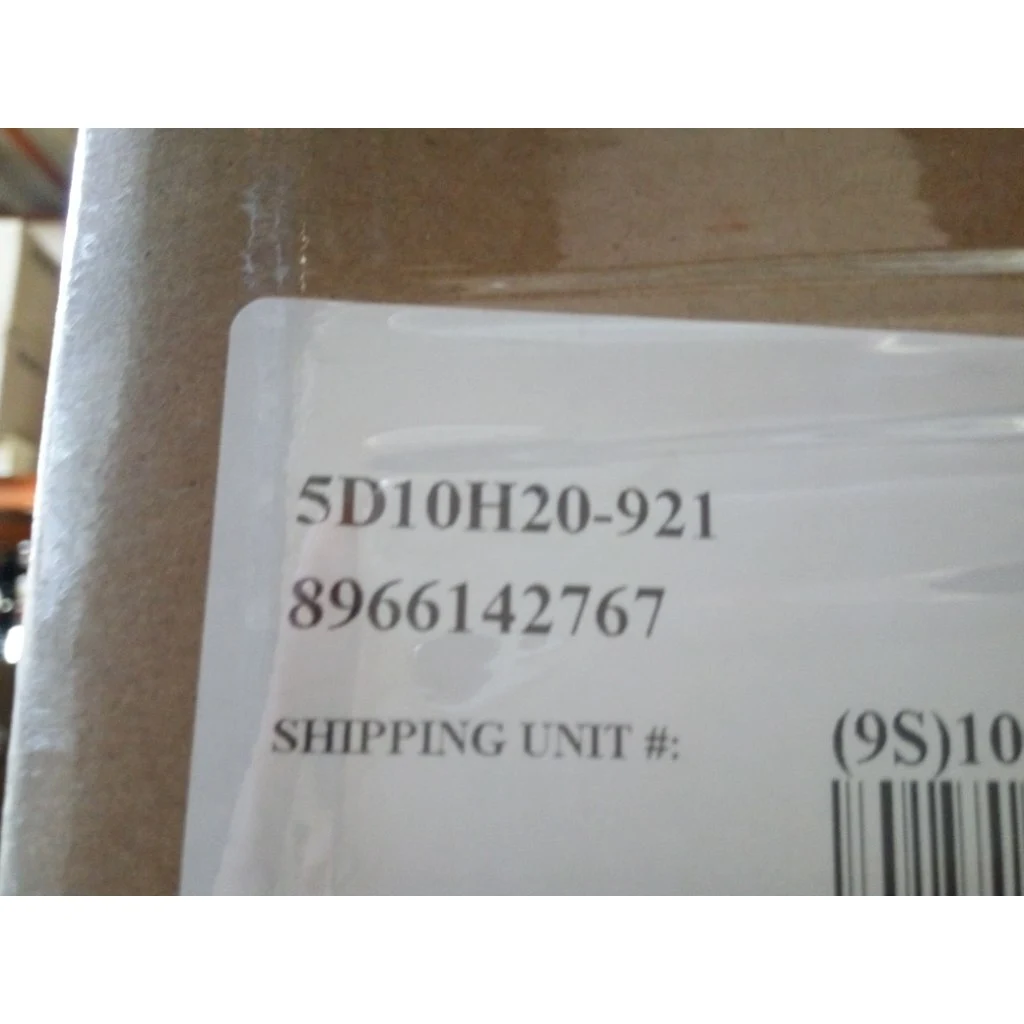 5D10H20-921
8966142767
SHIPPING UNIT #:
(9S)10